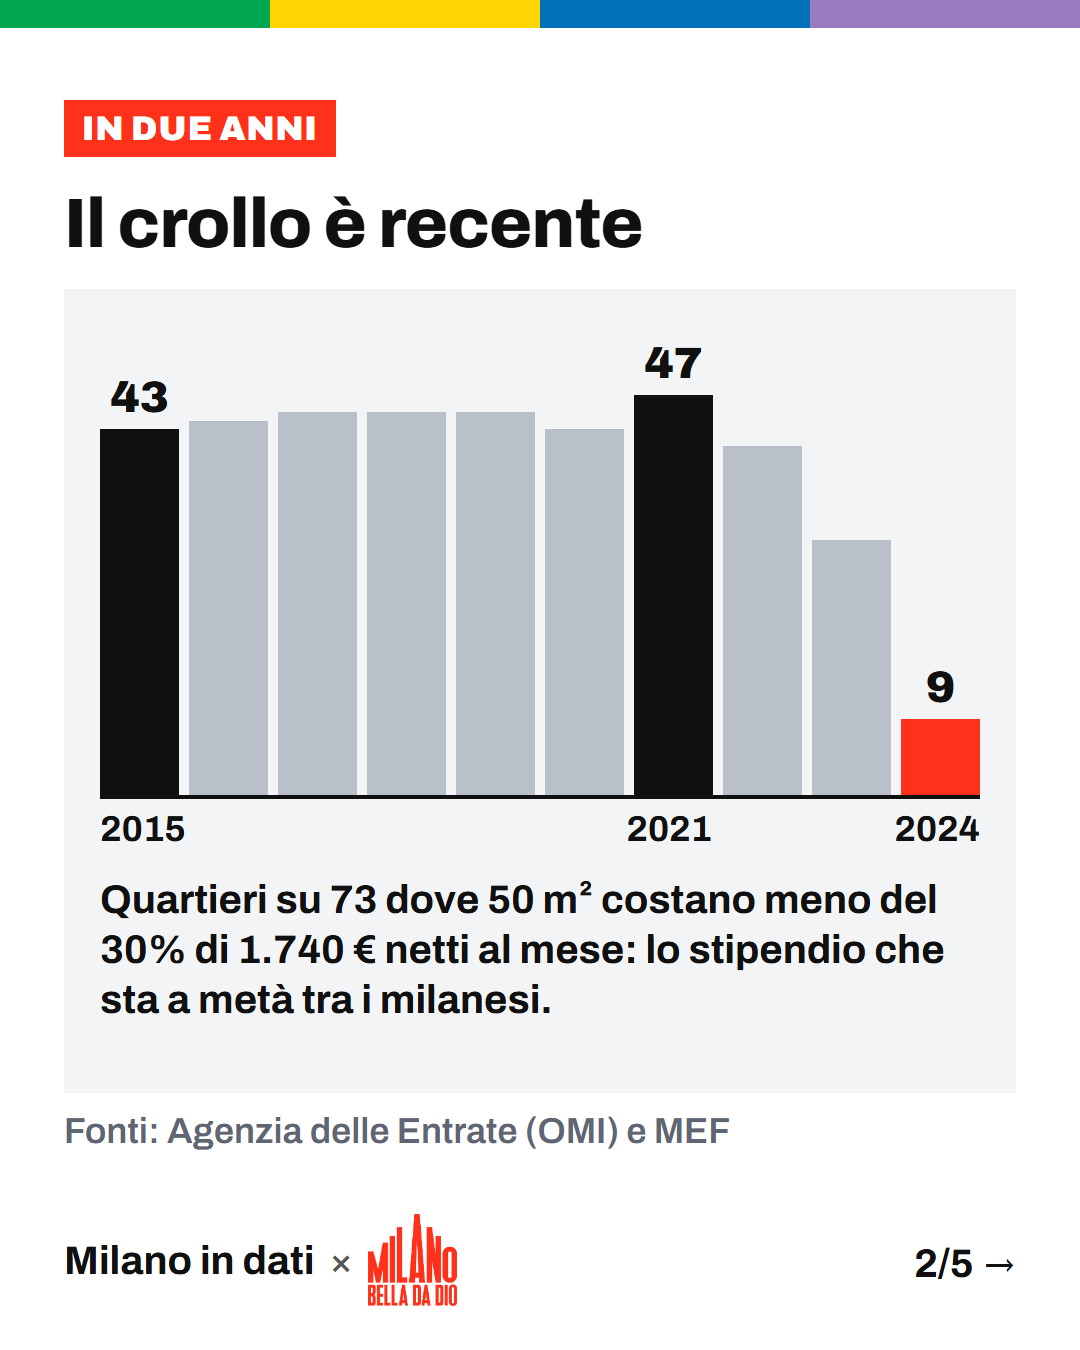 IN DUE ANNI
Il crollo è recente
43
47
9
2015
2021
2024
Quartieri su 73 dove 50 m² costano meno del
30% di 1.740 € netti al mese: lo stipendio che
sta a metà tra i milanesi.
Fonti: Agenzia delle Entrate (OMI) e MEF
Milano in dati × MILANO
BELLA DA DIO
2/5 →